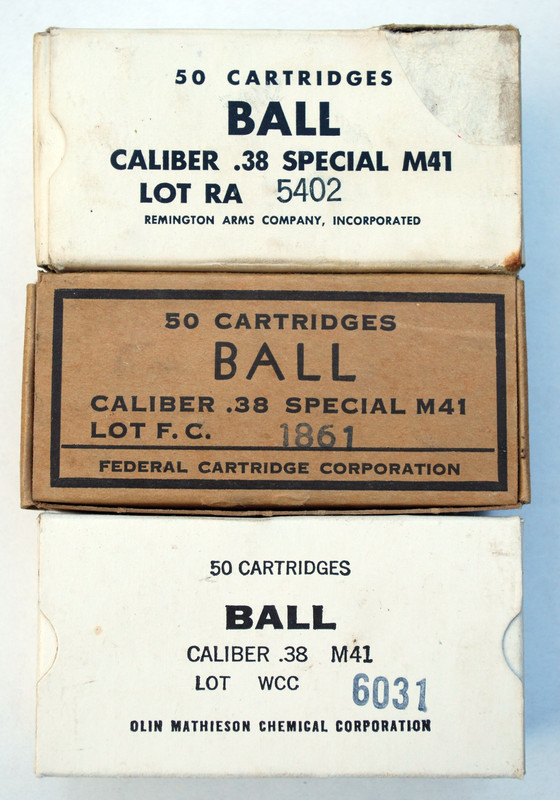 50 CARTRIDGES
BALL
CALIBER .38 SPECIAL M41
LOT RA 5402
REMINGTON ARMS COMPANY, INCORPORATED
50 CARTRIDGES
BALL
CALIBER .38 SPECIAL M41
LOT F. C. 1861
FEDERAL CARTRIDGE CORPORATION
50 CARTRIDGES
BALL
CALIBER .38 M41
LOT WCC 6031
OLIN MATHIESON CHEMICAL CORPORATION